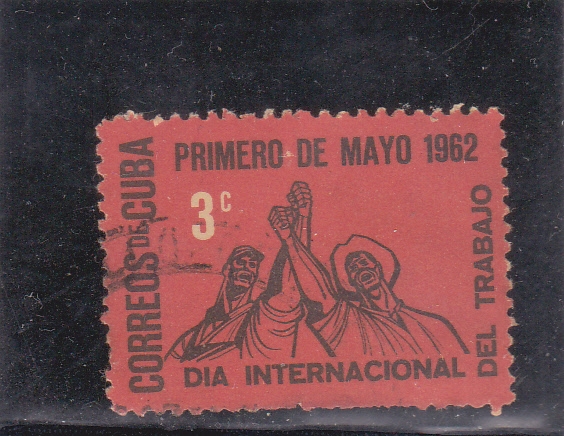 PRIMERO DE MAYO 1962
CORREOS DE CUBA
3c
DIA INTERNACIONAL
DEL TRABAJO